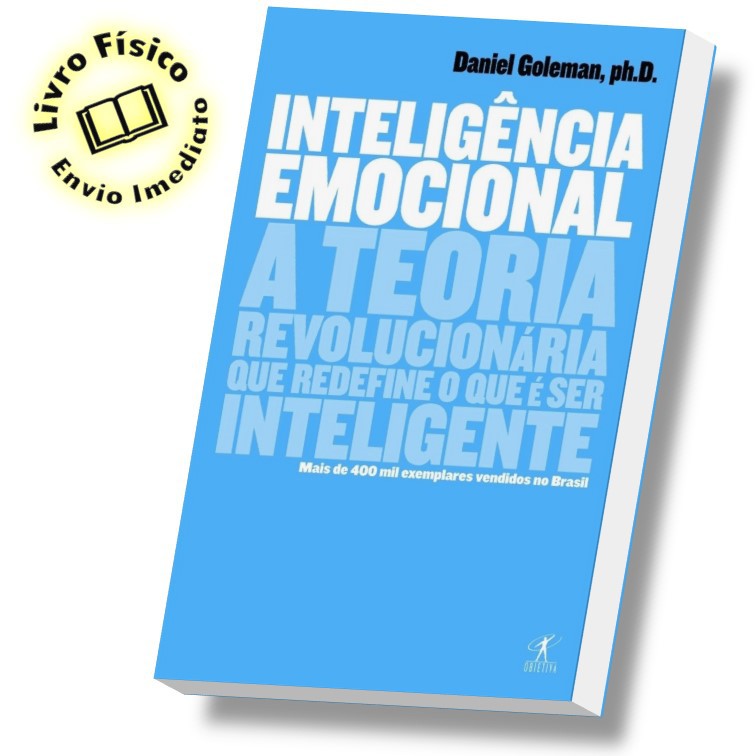 Livro Físico
Envio Imediato
Daniel Goleman, ph.D.
INTELIGÊNCIA
EMOCIONAL
A TEORIA
REVOLUCIONÁRIA
QUE REDEFINE O QUE É SER
INTELIGENTE
Mais de 400 mil exemplares vendidos no Brasil
OBJETIVA